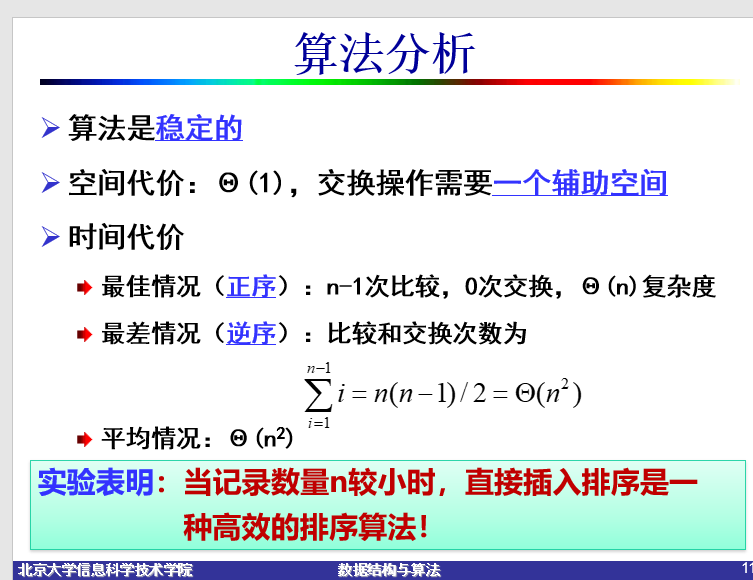 算法分析
算法是稳定的
空间代价：Θ(1)，交换操作需要一个辅助空间
时间代价
最佳情况（正序）：n-1次比较，0次交换，Θ(n)复杂度
最差情况（逆序）：比较和交换次数为
n−1
∑ i = n(n−1)/2 = Θ(n²)
i=1
平均情况：Θ(n²)
实验表明：当记录数量n较小时，直接插入排序是一
种高效的排序算法！
北京大学信息科学技术学院 数据结构与算法 11